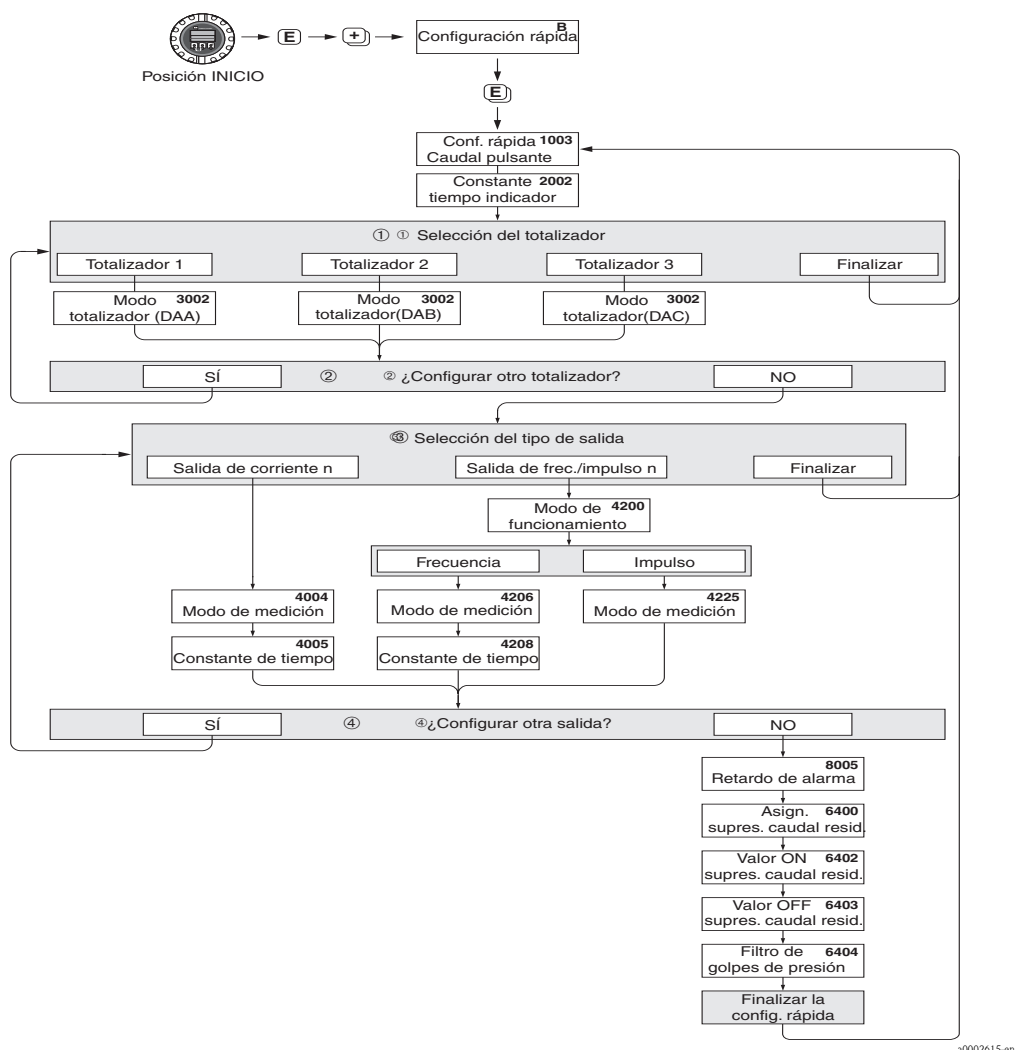 B
E
+
Configuración rápida
Posición INICIO
E
Conf. rápida 1003
Caudal pulsante
Constante 2002
tiempo indicador
① ① Selección del totalizador
Totalizador 1
Totalizador 2
Totalizador 3
Finalizar
Modo 3002
totalizador (DAA)
Modo 3002
totalizador(DAB)
Modo 3002
totalizador(DAC)
SÍ
② ② ¿Configurar otro totalizador?
NO
③ Selección del tipo de salida
Salida de corriente n
Salida de frec./impulso n
Finalizar
Modo de 4200
funcionamiento
Frecuencia
Impulso
4004
Modo de medición
4206
Modo de medición
4225
Modo de medición
4005
Constante de tiempo
4208
Constante de tiempo
SÍ
④ ④¿Configurar otra salida?
NO
8005
Retardo de alarma
Asign. 6400
supres. caudal resid.
Valor ON 6402
supres. caudal resid.
Valor OFF 6403
supres. caudal resid.
Filtro de 6404
golpes de presión
Finalizar la
config. rápida
a0002615-en